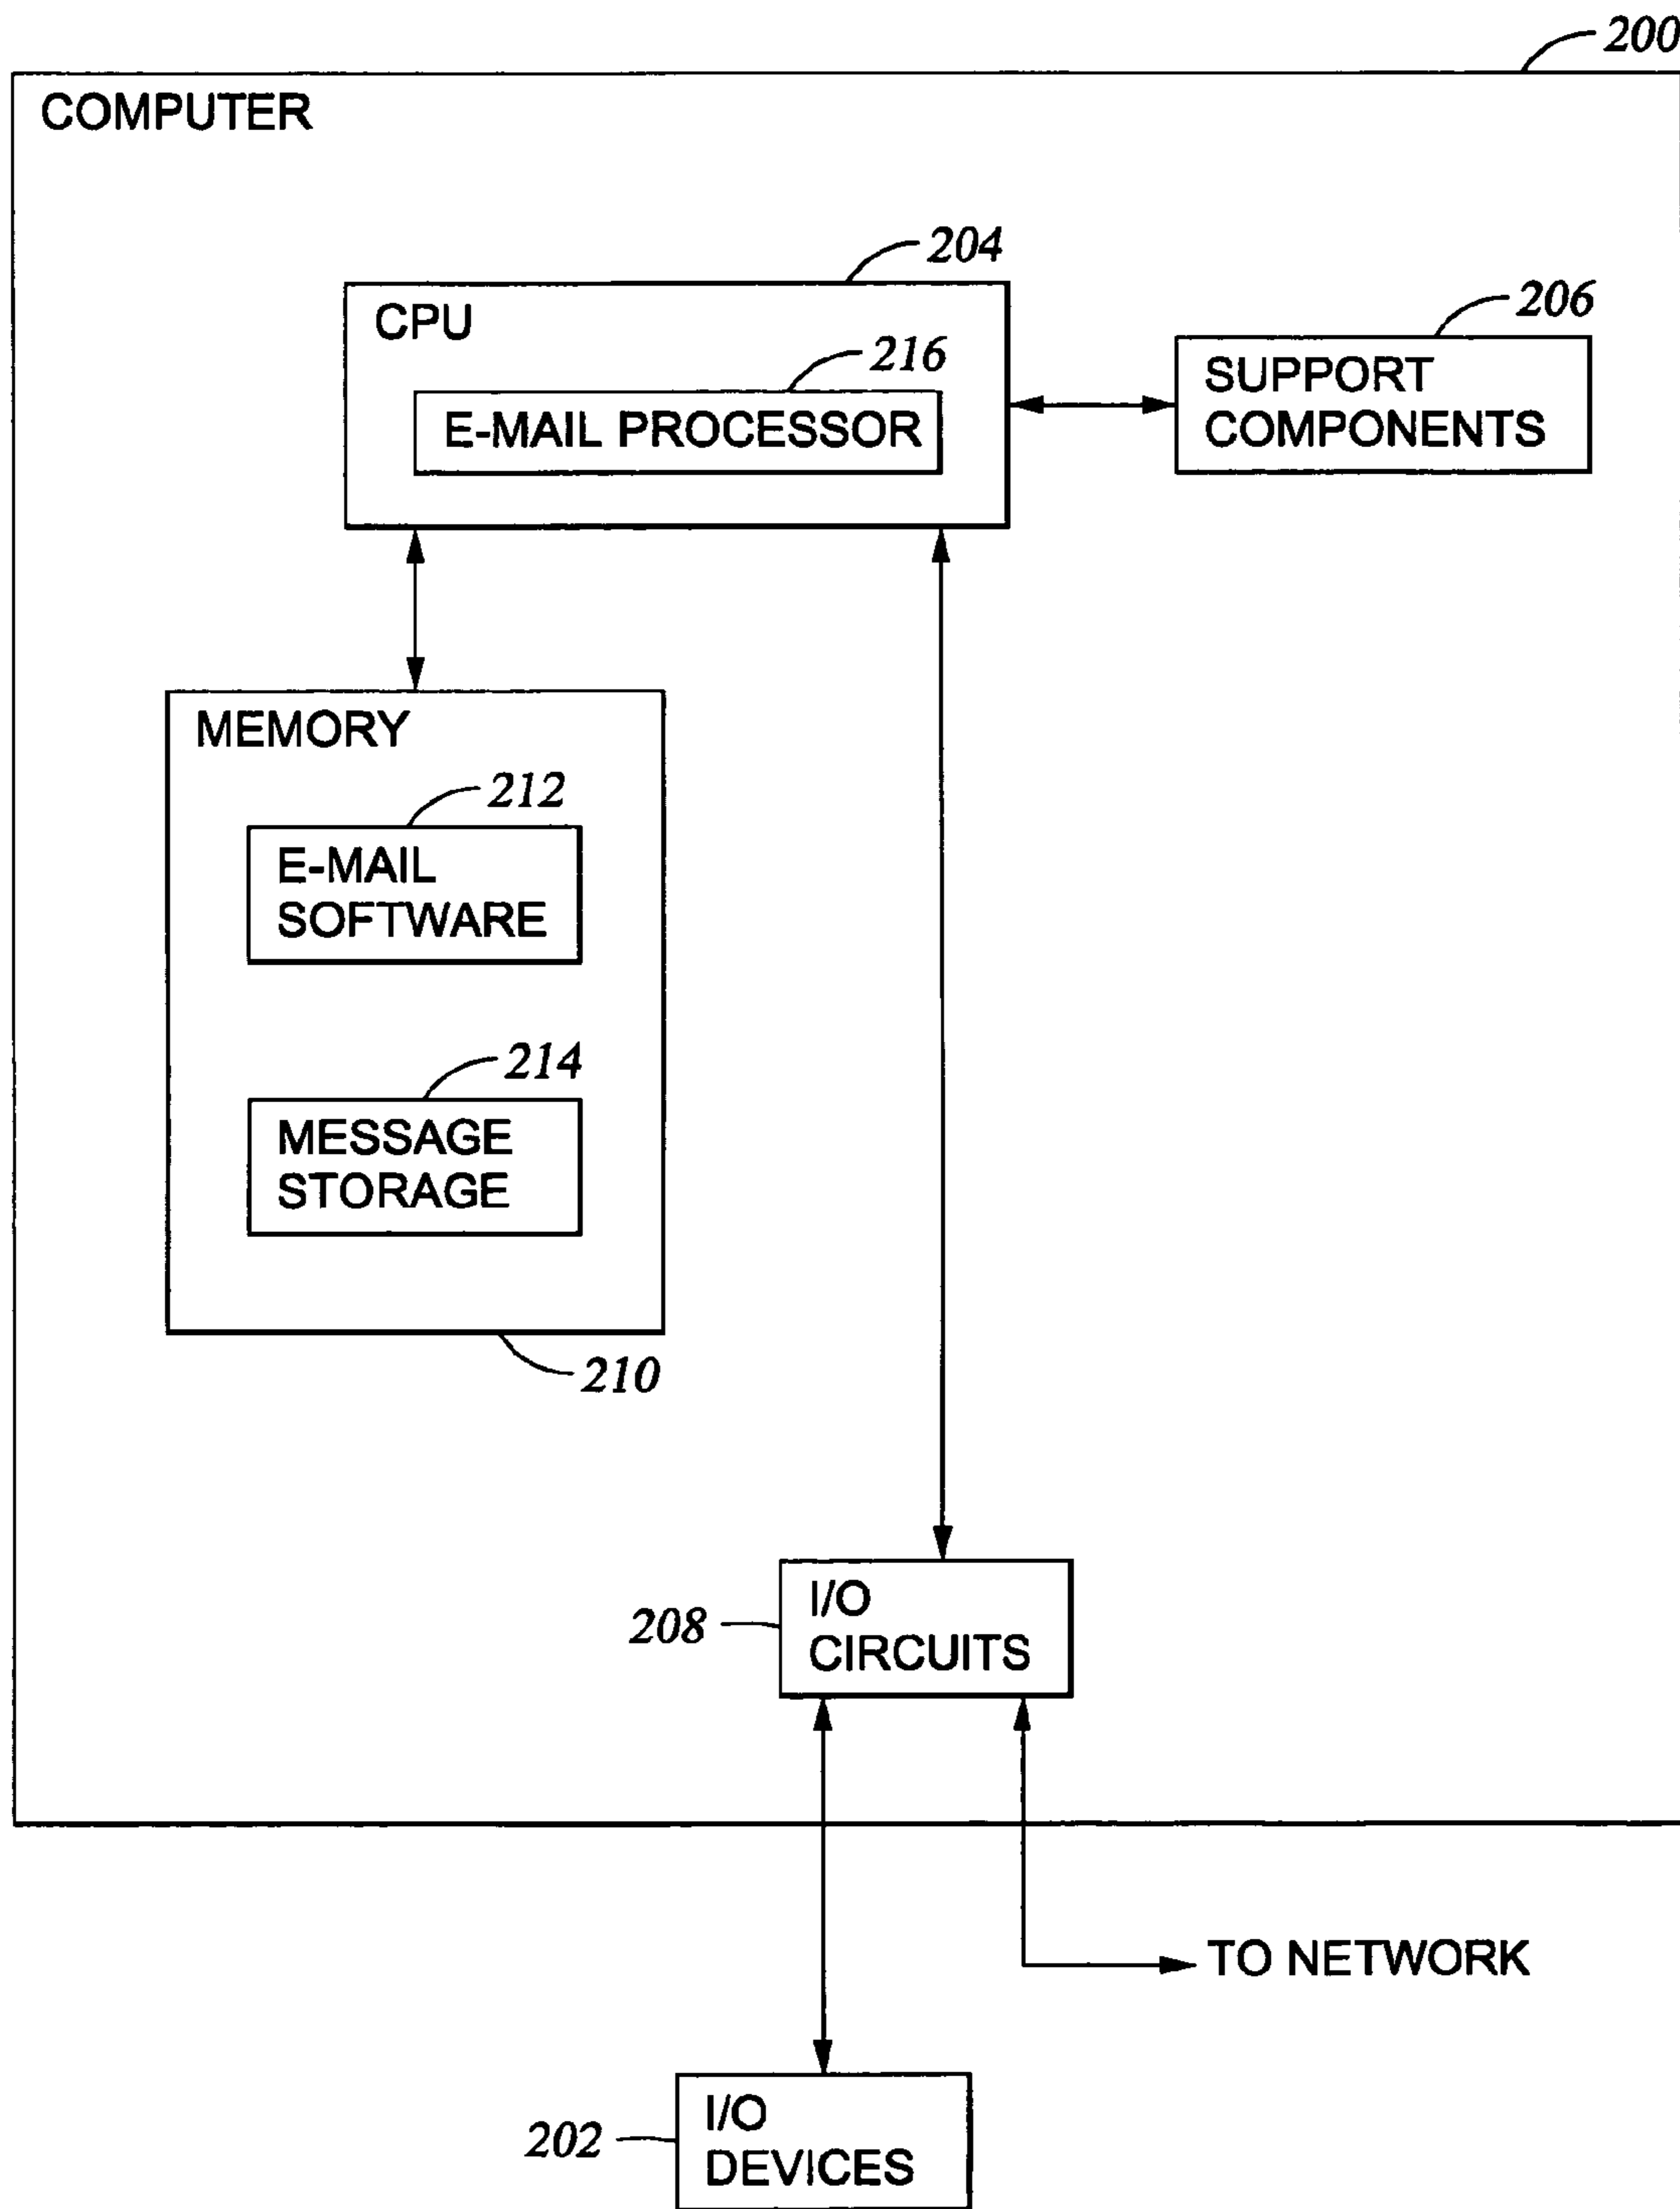 200
COMPUTER
204
CPU
206
216
SUPPORT
COMPONENTS
E-MAIL PROCESSOR
MEMORY
212
E-MAIL
SOFTWARE
214
MESSAGE
STORAGE
210
I/O
CIRCUITS
208
TO NETWORK
I/O
DEVICES
202